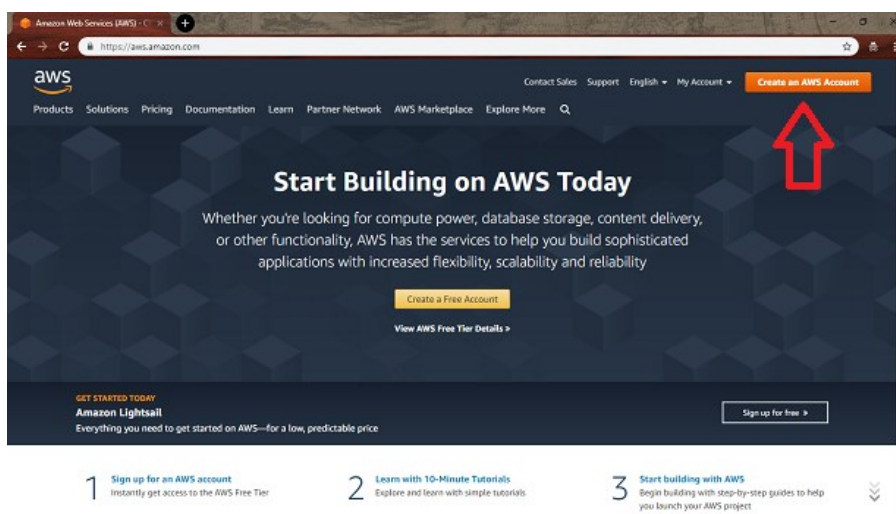 Amazon Web Services (AWS) - C
https://aws.amazon.com
aws
Contact Sales Support English My Account Create an AWS Account
Products Solutions Pricing Documentation Learn Partner Network AWS Marketplace Explore More
Start Building on AWS Today
Whether you're looking for compute power, database storage, content delivery,
or other functionality, AWS has the services to help you build sophisticated
applications with increased flexibility, scalability and reliability
Create a Free Account
View AWS Free Tier Details »
GET STARTED TODAY
Amazon Lightsail
Everything you need to get started on AWS—for a low, predictable price
Sign up for free »
1 Sign up for an AWS account
Instantly get access to the AWS Free Tier
2 Learn with 10-Minute Tutorials
Explore and learn with simple tutorials
3 Start building with AWS
Begin building with step-by-step guides to help
you launch your AWS project